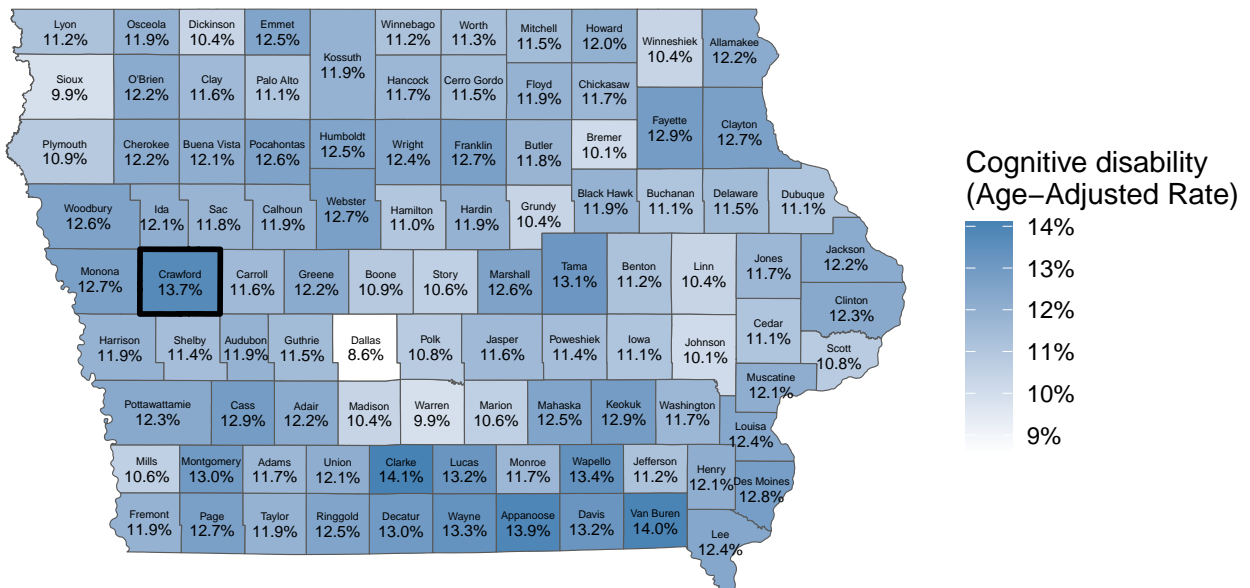 Lyon
11.2%
Osceola
11.9%
Dickinson
10.4%
Emmet
12.5%
Kossuth
11.9%
Winnebago
11.2%
Worth
11.3%
Mitchell
11.5%
Howard
12.0%
Winneshiek
10.4%
Allamakee
12.2%
Sioux
9.9%
O'Brien
12.2%
Clay
11.6%
Palo Alto
11.1%
Hancock
11.7%
Cerro Gordo
11.5%
Floyd
11.9%
Chickasaw
11.7%
Fayette
12.9%
Clayton
12.7%
Plymouth
10.9%
Cherokee
12.2%
Buena Vista
12.1%
Pocahontas
12.6%
Humboldt
12.5%
Wright
12.4%
Franklin
12.7%
Butler
11.8%
Bremer
10.1%
Woodbury
12.6%
Ida
12.1%
Sac
11.8%
Calhoun
11.9%
Webster
12.7%
Hamilton
11.0%
Hardin
11.9%
Grundy
10.4%
Black Hawk
11.9%
Buchanan
11.1%
Delaware
11.5%
Dubuque
11.1%
Monona
12.7%
Crawford
13.7%
Carroll
11.6%
Greene
12.2%
Boone
10.9%
Story
10.6%
Marshall
12.6%
Tama
13.1%
Benton
11.2%
Linn
10.4%
Jones
11.7%
Jackson
12.2%
Clinton
12.3%
Harrison
11.9%
Shelby
11.4%
Audubon
11.9%
Guthrie
11.5%
Dallas
8.6%
Polk
10.8%
Jasper
11.6%
Poweshiek
11.4%
Iowa
11.1%
Johnson
10.1%
Cedar
11.1%
Scott
10.8%
Muscatine
12.1%
Pottawattamie
12.3%
Cass
12.9%
Adair
12.2%
Madison
10.4%
Warren
9.9%
Marion
10.6%
Mahaska
12.5%
Keokuk
12.9%
Washington
11.7%
Louisa
12.4%
Mills
10.6%
Montgomery
13.0%
Adams
11.7%
Union
12.1%
Clarke
14.1%
Lucas
13.2%
Monroe
11.7%
Wapello
13.4%
Jefferson
11.2%
Henry
12.1%
Des Moines
12.8%
Fremont
11.9%
Page
12.7%
Taylor
11.9%
Ringgold
12.5%
Decatur
13.0%
Wayne
13.3%
Appanoose
13.9%
Davis
13.2%
Van Buren
14.0%
Lee
12.4%
Cognitive disability
(Age−Adjusted Rate)
14%
13%
12%
11%
10%
9%